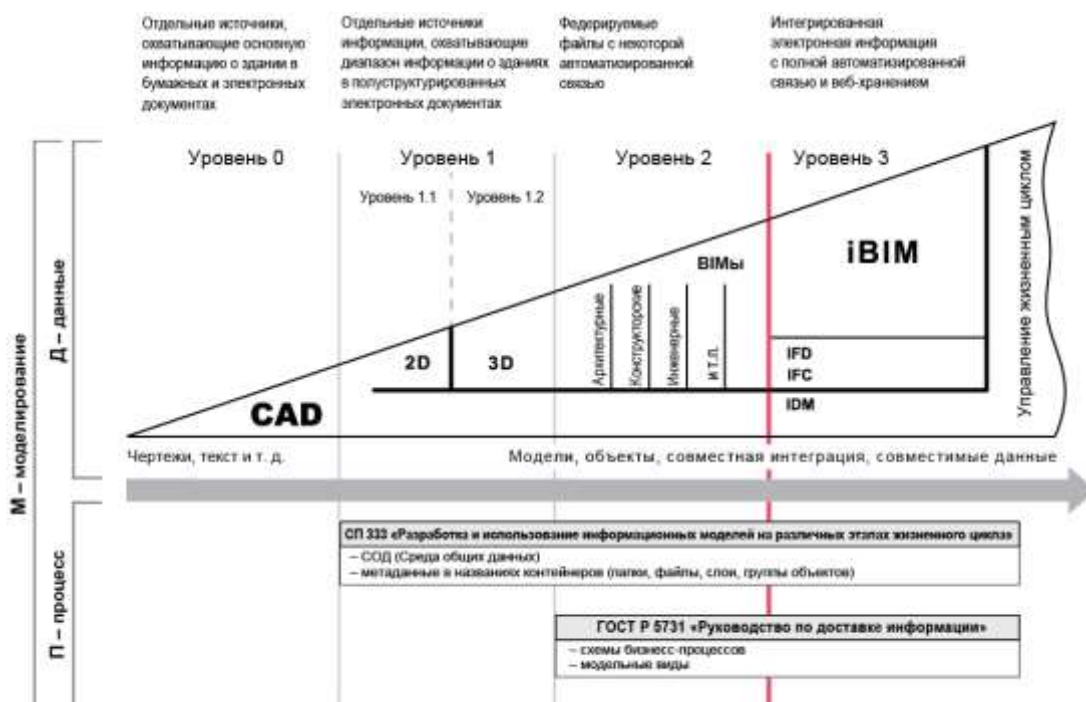 Отдельные источники,
охватывающие основную
информацию о здании в
бумажных и электронных
документах
Отдельные источники
информации, охватывающие
диапазон информации о зданиях
в полуструктурированных
электронных документах
Федерируемые
файлы с некоторой
автоматизированной
связью
Интегрированная
электронная информация
с полной автоматизированной
связью и веб-хранением
Уровень 0
Уровень 1
Уровень 2
Уровень 3
Уровень 1.1
Уровень 1.2
BIMы
iBIM
Архитектурные
Конструкторские
Инженерные
и т.п.
2D
3D
IFD
IFC
IDM
CAD
Управление жизненным циклом
Чертежи, текст и т. д.
Модели, объекты, совместная интеграция, совместимые данные
М – моделирование
Д – данные
П – процесс
СП 333 «Разработка и использование информационных моделей на различных этапах жизненного цикла»
– СОД (Среда общих данных)
– метаданные в названиях контейнеров (папки, файлы, слои, группы объектов)
ГОСТ Р 5731 «Руководство по доставке информации»
– схемы бизнесс-процессов
– модельные виды